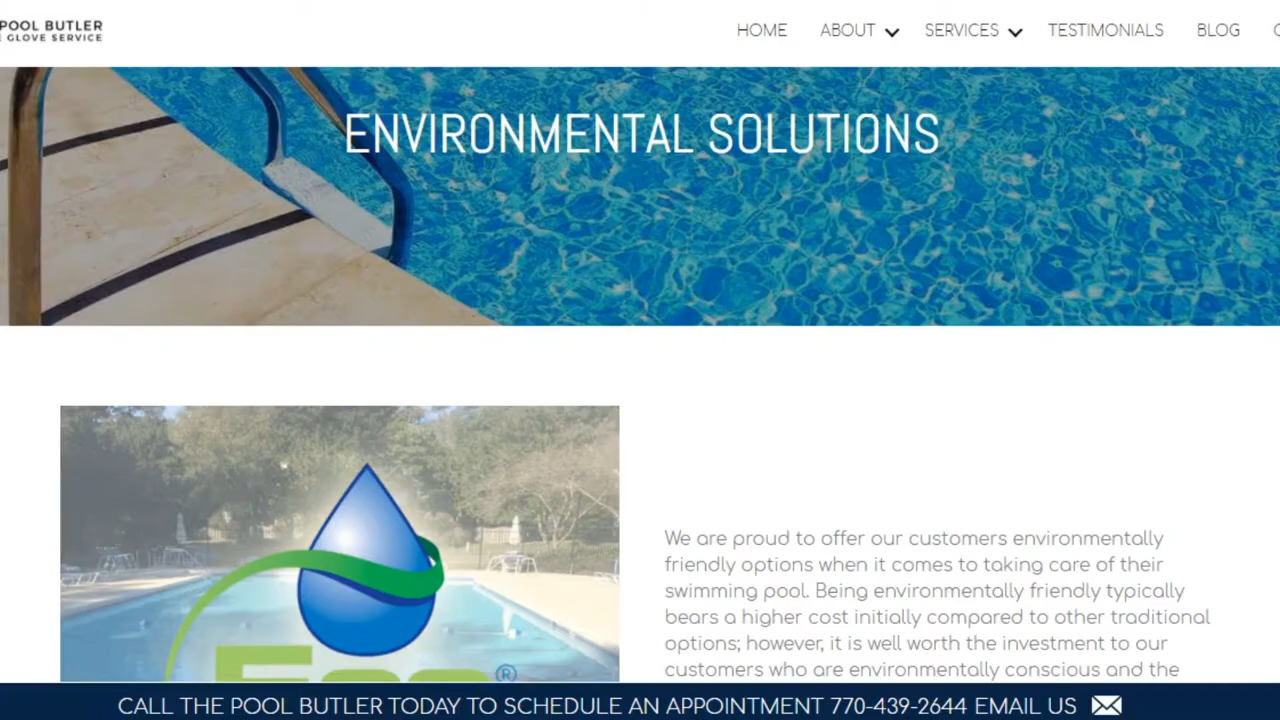 POOL BUTLER
GLOVE SERVICE
HOME
ABOUT
SERVICES
TESTIMONIALS
BLOG
ENVIRONMENTAL SOLUTIONS
We are proud to offer our customers environmentally
friendly options when it comes to taking care of their
swimming pool. Being environmentally friendly typically
bears a higher cost initially compared to other traditional
options; however, it is well worth the investment to our
customers who are environmentally conscious and the
Eco®
CALL THE POOL BUTLER TODAY TO SCHEDULE AN APPOINTMENT 770-439-2644 EMAIL US